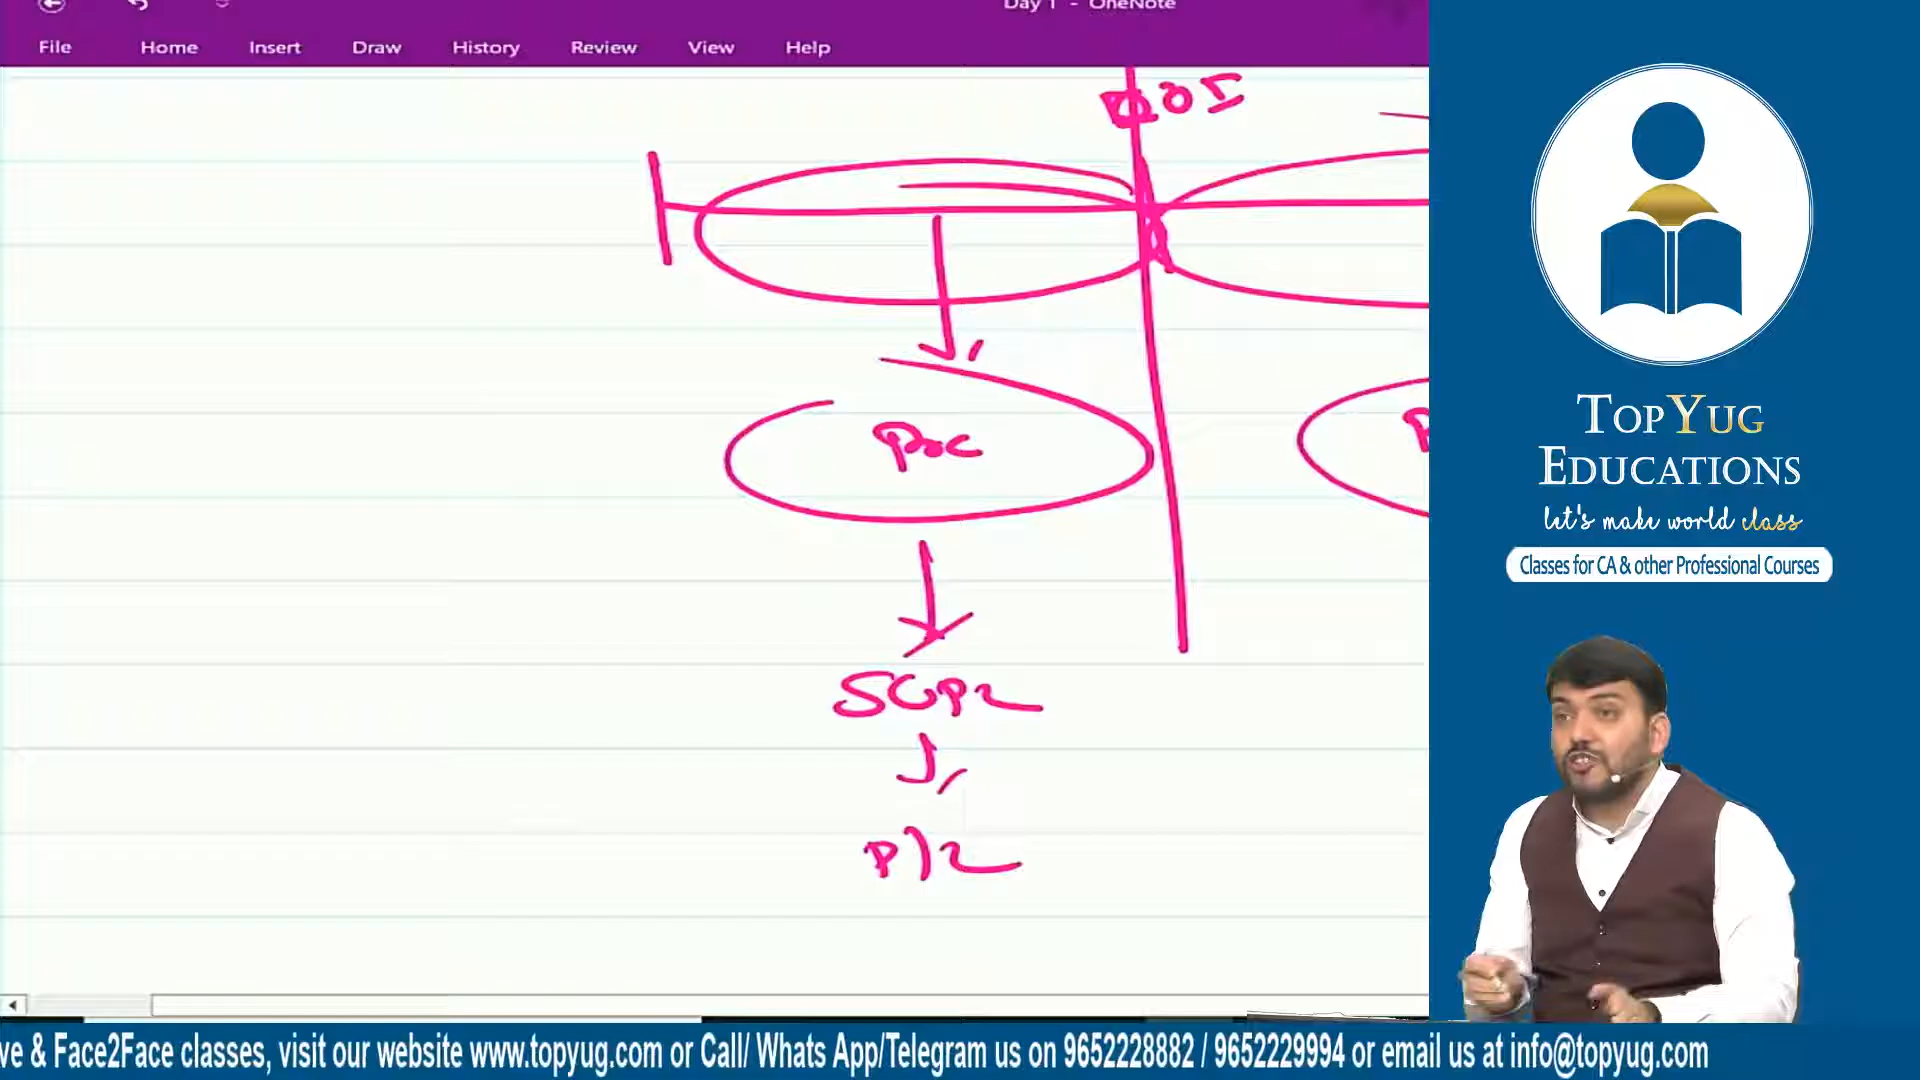 Day 1 - OneNote
File Home Insert Draw History Review View Help
DOI
Pre
SOPL
P/L
TOPYUG
EDUCATIONS
let's make world class
Classes for CA & other Professional Courses
ve & Face2Face classes, visit our website www.topyug.com or Call/ Whats App/Telegram us on 9652228882 / 9652229994 or email us at info@topyug.com